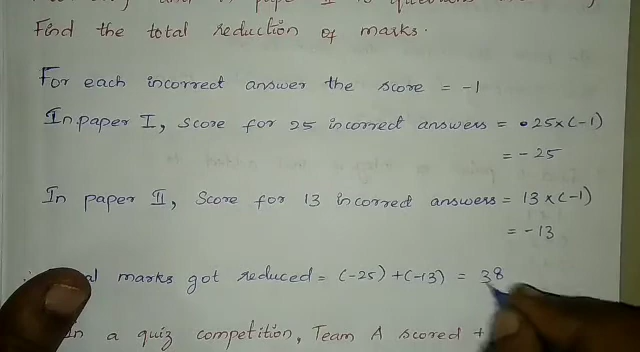 Find the total reduction of marks.
For each incorrect answer the score = -1
In paper I, score for 25 incorrect answers = 25×(-1)
= -25
In paper II, Score for 13 incorrect answers = 13×(-1)
= -13
marks got reduced = (-25) + (-13) = 38
In a quiz competition, Team A scored +